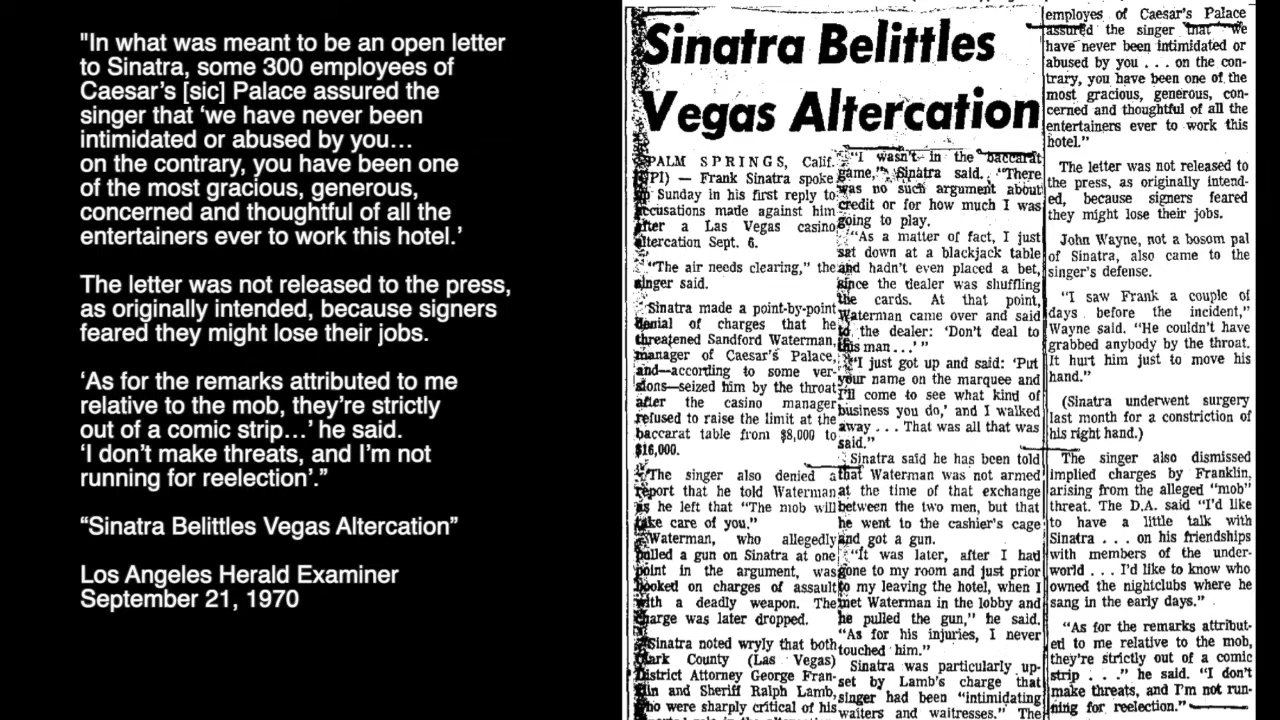 "In what was meant to be an open letter
to Sinatra, some 300 employees of
Caesar's [sic] Palace assured the
singer that ‘we have never been
intimidated or abused by you…
on the contrary, you have been one
of the most gracious, generous,
concerned and thoughtful of all the
entertainers ever to work this hotel.’
The letter was not released to the press,
as originally intended, because signers
feared they might lose their jobs.
‘As for the remarks attributed to me
relative to the mob, they’re strictly
out of a comic strip…’ he said.
‘I don’t make threats, and I’m not
running for reelection’.”
“Sinatra Belittles Vegas Altercation”
Los Angeles Herald Examiner
September 21, 1970
Sinatra Belittles
Vegas Altercation
PALM SPRINGS, Calif.
— Frank Sinatra spoke
Sunday in his first reply to
accusations made against him
after a Las Vegas casino
altercation Sept. 6.
"The air needs clearing," the
singer said.
Sinatra made a point-by-point
denial of charges that he
threatened Sandford Waterman,
manager of Caesar's Palace,
and—according to some ver-
sions—seized him by the throat
after the casino manager
refused to raise the limit at the
baccarat table from $8,000 to
$16,000.
The singer also denied a
report that he told Waterman
as he left that "The mob will
take care of you."
Waterman, who allegedly
pulled a gun on Sinatra at one
point in the argument, was
booked on charges of assault
with a deadly weapon. The
charge was later dropped.
Sinatra noted wryly that both
Clark County (Las Vegas)
District Attorney George Fran-
klin and Sheriff Ralph Lamb,
who were sharply critical of his
"I wasn't in the baccarat
game," Sinatra said. "There
was no such argument about
credit or for how much I was
going to play.
"As a matter of fact, I just
sat down at a blackjack table
and hadn't even placed a bet,
since the dealer was shuffling
the cards. At that point,
Waterman came over and said
to the dealer: 'Don't deal to
this man . . .' "
"I just got up and said: 'Put
your name on the marquee and
I'll come to see what kind of
business you do,' and I walked
away . . . That was all that was
said."
Sinatra said he has been told
that Waterman was not armed
at the time of that exchange
between the two men, but that
he went to the cashier's cage
and got a gun.
"It was later, after I had
gone to my room and just prior
to my leaving the hotel, when I
met Waterman in the lobby and
he pulled the gun," he said.
"As for his injuries, I never
touched him."
Sinatra was particularly up-
set by Lamb's charge that
singer had been "intimidating
waiters and waitresses." The
employes of Caesar's Palace
assured the singer that "we
have never been intimidated or
abused by you . . . on the con-
trary, you have been one of the
most gracious, generous, con-
cerned and thoughtful of all the
entertainers ever to work this
hotel."
The letter was not released to
the press, as originally intend-
ed, because signers feared
they might lose their jobs.
John Wayne, not a bosom pal
of Sinatra, also came to the
singer's defense.
"I saw Frank a couple of
days before the incident,"
Wayne said. "He couldn't have
grabbed anybody by the throat.
It hurt him just to move his
hand."
(Sinatra underwent surgery
last month for a constriction of
his right hand.)
The singer also dismissed
implied charges by Franklin,
arising from the alleged "mob"
threat. The D.A. said "I'd like
to have a little talk with
Sinatra . . . on his friendships
with members of the under-
world . . . I'd like to know who
owned the nightclubs where he
sang in the early days."
"As for the remarks attribut-
ed to me relative to the mob,
they're strictly out of a comic
strip . . ." he said. "I don't
make threats, and I'm not run-
ning for reelection."